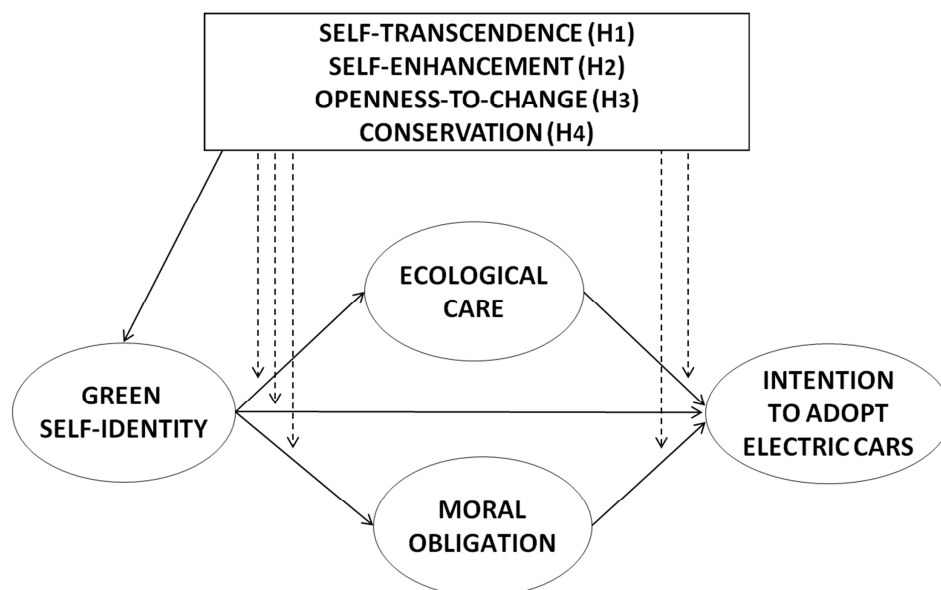 SELF-TRANSCENDENCE (H1)
SELF-ENHANCEMENT (H2)
OPENNESS-TO-CHANGE (H3)
CONSERVATION (H4)
ECOLOGICAL
CARE
GREEN
SELF-IDENTITY
INTENTION
TO ADOPT
ELECTRIC CARS
MORAL
OBLIGATION